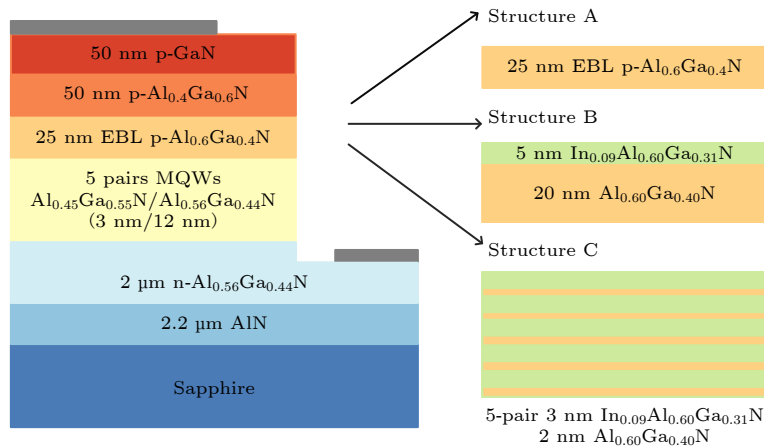 50 nm p-GaN
50 nm p-Al₀.₄Ga₀.₆N
25 nm EBL p-Al₀.₆Ga₀.₄N
5 pairs MQWs
Al₀.₄₅Ga₀.₅₅N/Al₀.₅₆Ga₀.₄₄N
(3 nm/12 nm)
2 µm n-Al₀.₅₆Ga₀.₄₄N
2.2 µm AlN
Sapphire
Structure A
25 nm EBL p-Al₀.₆Ga₀.₄N
Structure B
5 nm In₀.₀₉Al₀.₆₀Ga₀.₃₁N
20 nm Al₀.₆₀Ga₀.₄₀N
Structure C
5-pair 3 nm In₀.₀₉Al₀.₆₀Ga₀.₃₁N
2 nm Al₀.₆₀Ga₀.₄₀N